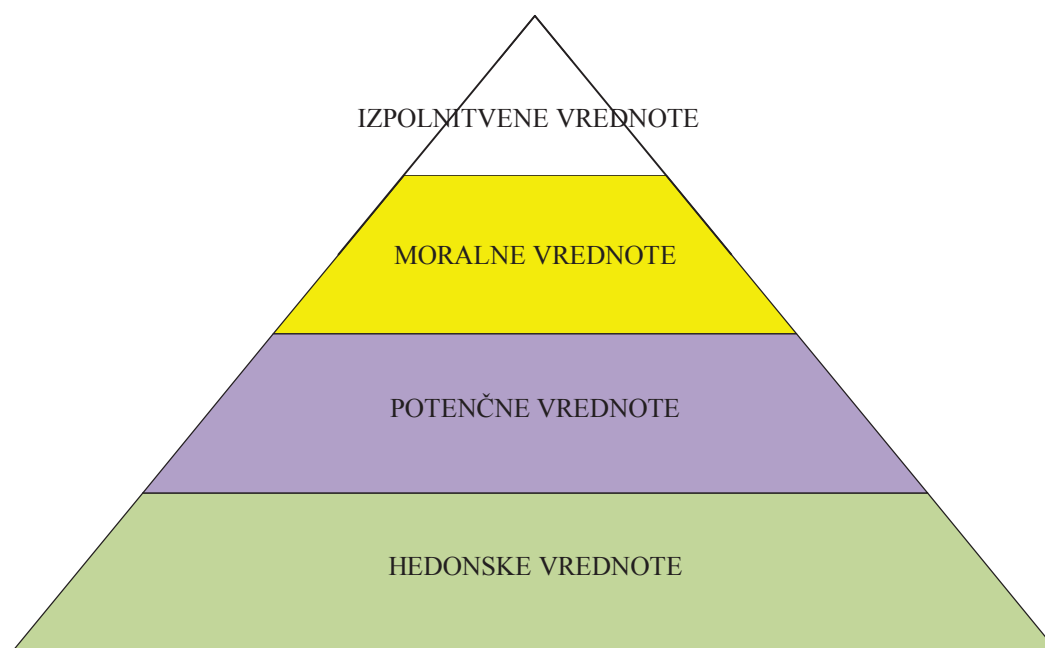 IZPOLNITVENE VREDNOTE
MORALNE VREDNOTE
POTENČNE VREDNOTE
HEDONSKE VREDNOTE